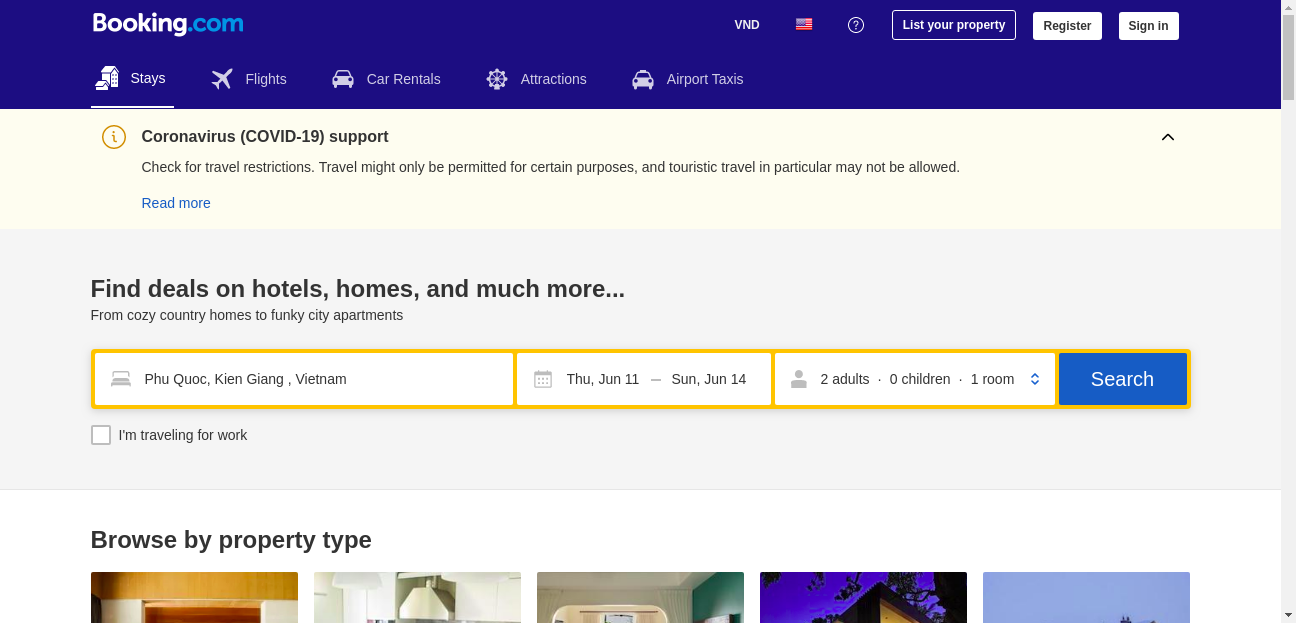 Booking.com
VND
List your property
Register
Sign in
Stays
Flights
Car Rentals
Attractions
Airport Taxis
Coronavirus (COVID-19) support
Check for travel restrictions. Travel might only be permitted for certain purposes, and touristic travel in particular may not be allowed.
Read more
Find deals on hotels, homes, and much more...
From cozy country homes to funky city apartments
Phu Quoc, Kien Giang , Vietnam
Thu, Jun 11 — Sun, Jun 14
2 adults · 0 children · 1 room
Search
I'm traveling for work
Browse by property type